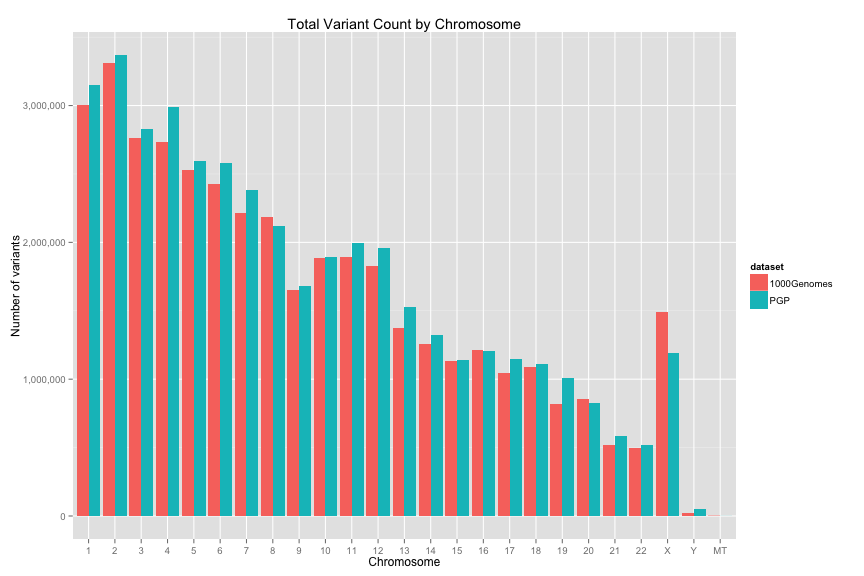 Total Variant Count by Chromosome
Number of variants
3,000,000
2,000,000
1,000,000
0
1 2 3 4 5 6 7 8 9 10 11 12 13 14 15 16 17 18 19 20 21 22 X Y MT
Chromosome
dataset
1000Genomes
PGP